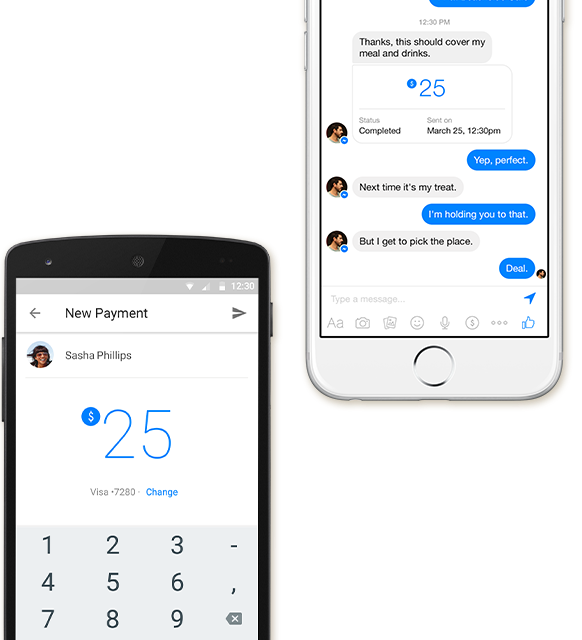 12:30 PM
Thanks, this should cover my
meal and drinks.
$25
Status
Completed
Sent on
March 25, 12:30pm
Yep, perfect.
Next time it's my treat.
I'm holding you to that.
But I get to pick the place.
Deal.
Type a message...
Aa
$
12:30
New Payment
Sasha Phillips
$25
Visa •7280 · Change
1 2 3 -
4 5 6 ,
7 8 9